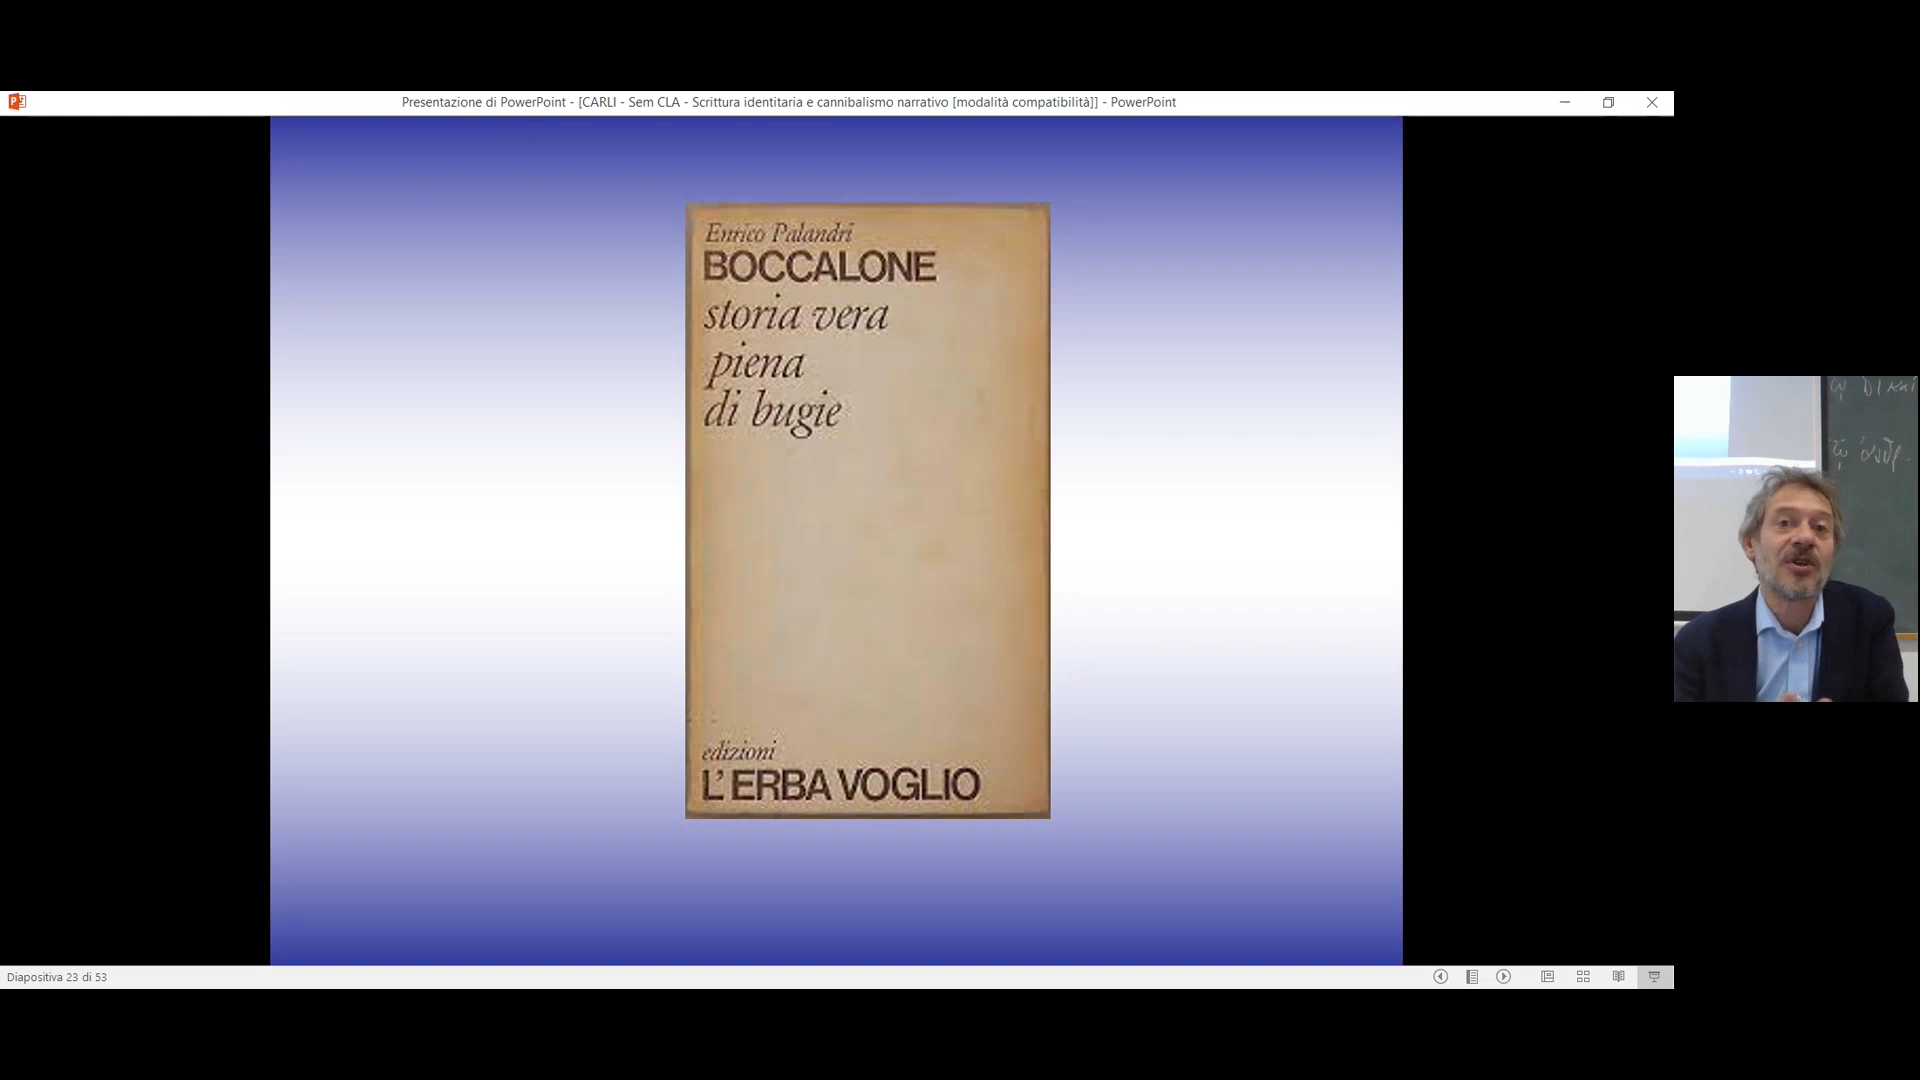 Presentazione di PowerPoint - [CARLI - Sem CLA - Scrittura identitaria e cannibalismo narrativo [modalità compatibilità]] - PowerPoint
Enrico Palandri
BOCCALONE
storia vera
piena
di bugie
edizioni
L'ERBA VOGLIO
Diapositiva 23 di 53